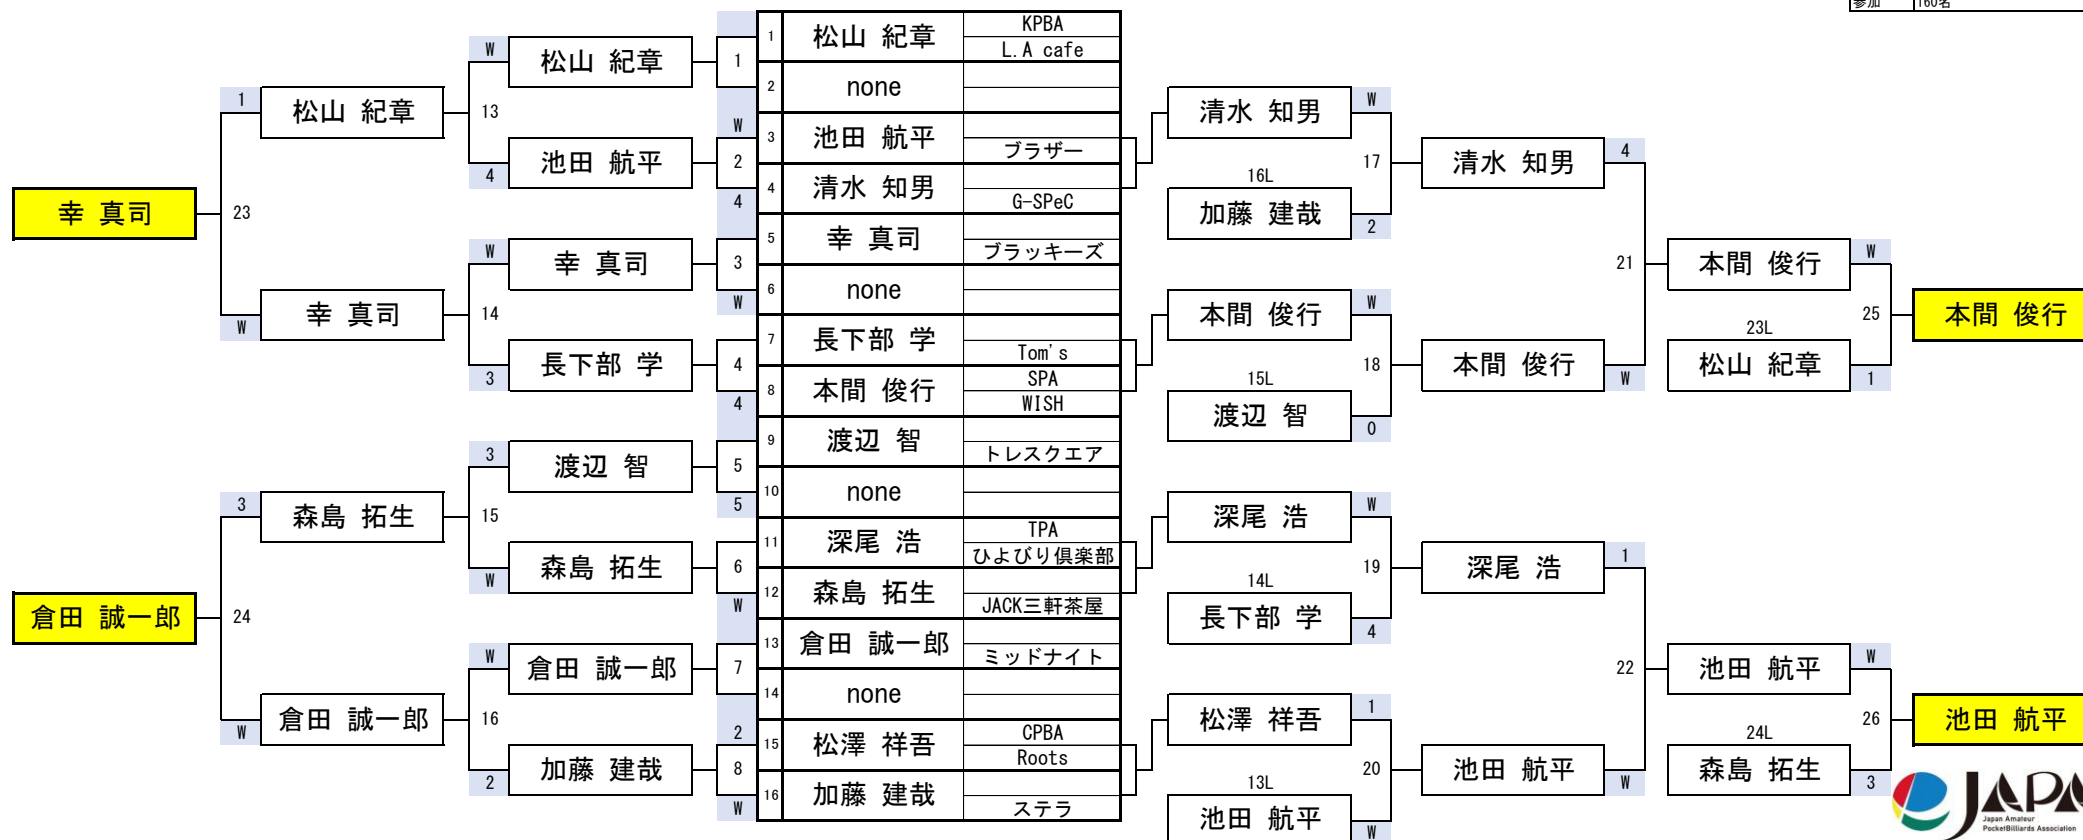 参加 160名
1 松山 紀章 KPBA
L.A cafe
2 none
W
3 池田 航平 ブラザー
4 清水 知男 G-SPeC
4
5 幸 真司 ブラッキーズ
6 none
W
7 長下部 学 Tom's
8 本間 俊行 SPA
WISH
4
9 渡辺 智 トレスクエア
10 none
5
11 深尾 浩 TPA
ひよびり倶楽部
12 森島 拓生 JACK三軒茶屋
W
13 倉田 誠一郎 ミッドナイト
14 none
2
15 松澤 祥吾 CPBA
Roots
16 加藤 建哉 ステラ
W
W 松山 紀章 1
13
4 池田 航平 2
W 幸 真司 3
14
3 長下部 学 4
3 渡辺 智 5
15
W 森島 拓生 6
W 倉田 誠一郎 7
16
2 加藤 建哉 8
1 松山 紀章
23
W 幸 真司
3 森島 拓生
24
W 倉田 誠一郎
幸 真司
倉田 誠一郎
清水 知男 W
17
16L
加藤 建哉 2
本間 俊行 W
18
15L
渡辺 智 0
深尾 浩 W
19
14L
長下部 学 4
松澤 祥吾 1
20
13L
池田 航平 W
清水 知男 4
21
本間 俊行 W
深尾 浩 1
22
池田 航平 W
本間 俊行 W
25
23L
松山 紀章 1
池田 航平 W
26
24L
森島 拓生 3
本間 俊行
池田 航平
JAPA
Japan Amateur
PocketBilliards Association